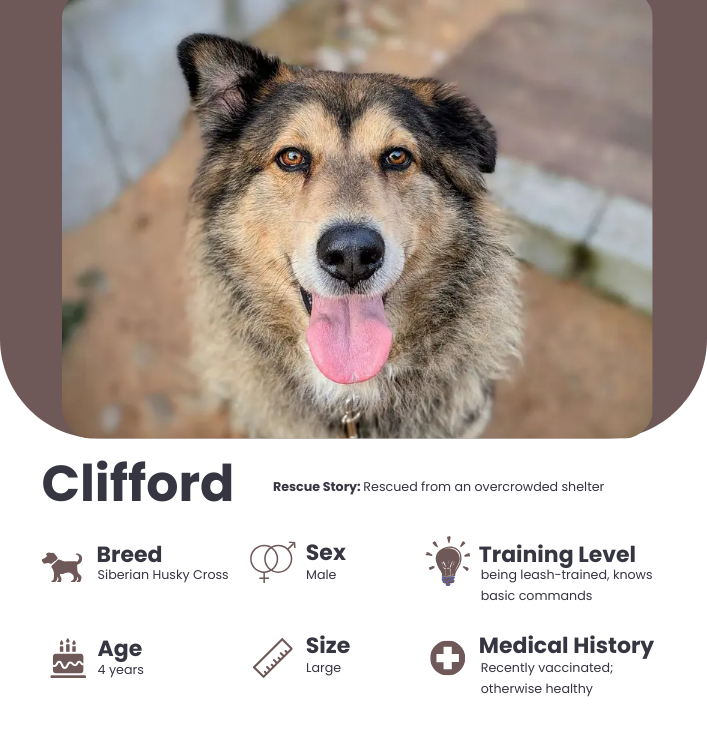 Clifford
Rescue Story: Rescued from an overcrowded shelter
Breed
Siberian Husky Cross
Sex
Male
Training Level
being leash-trained, knows
basic commands
Age
4 years
Size
Large
Medical History
Recently vaccinated;
otherwise healthy